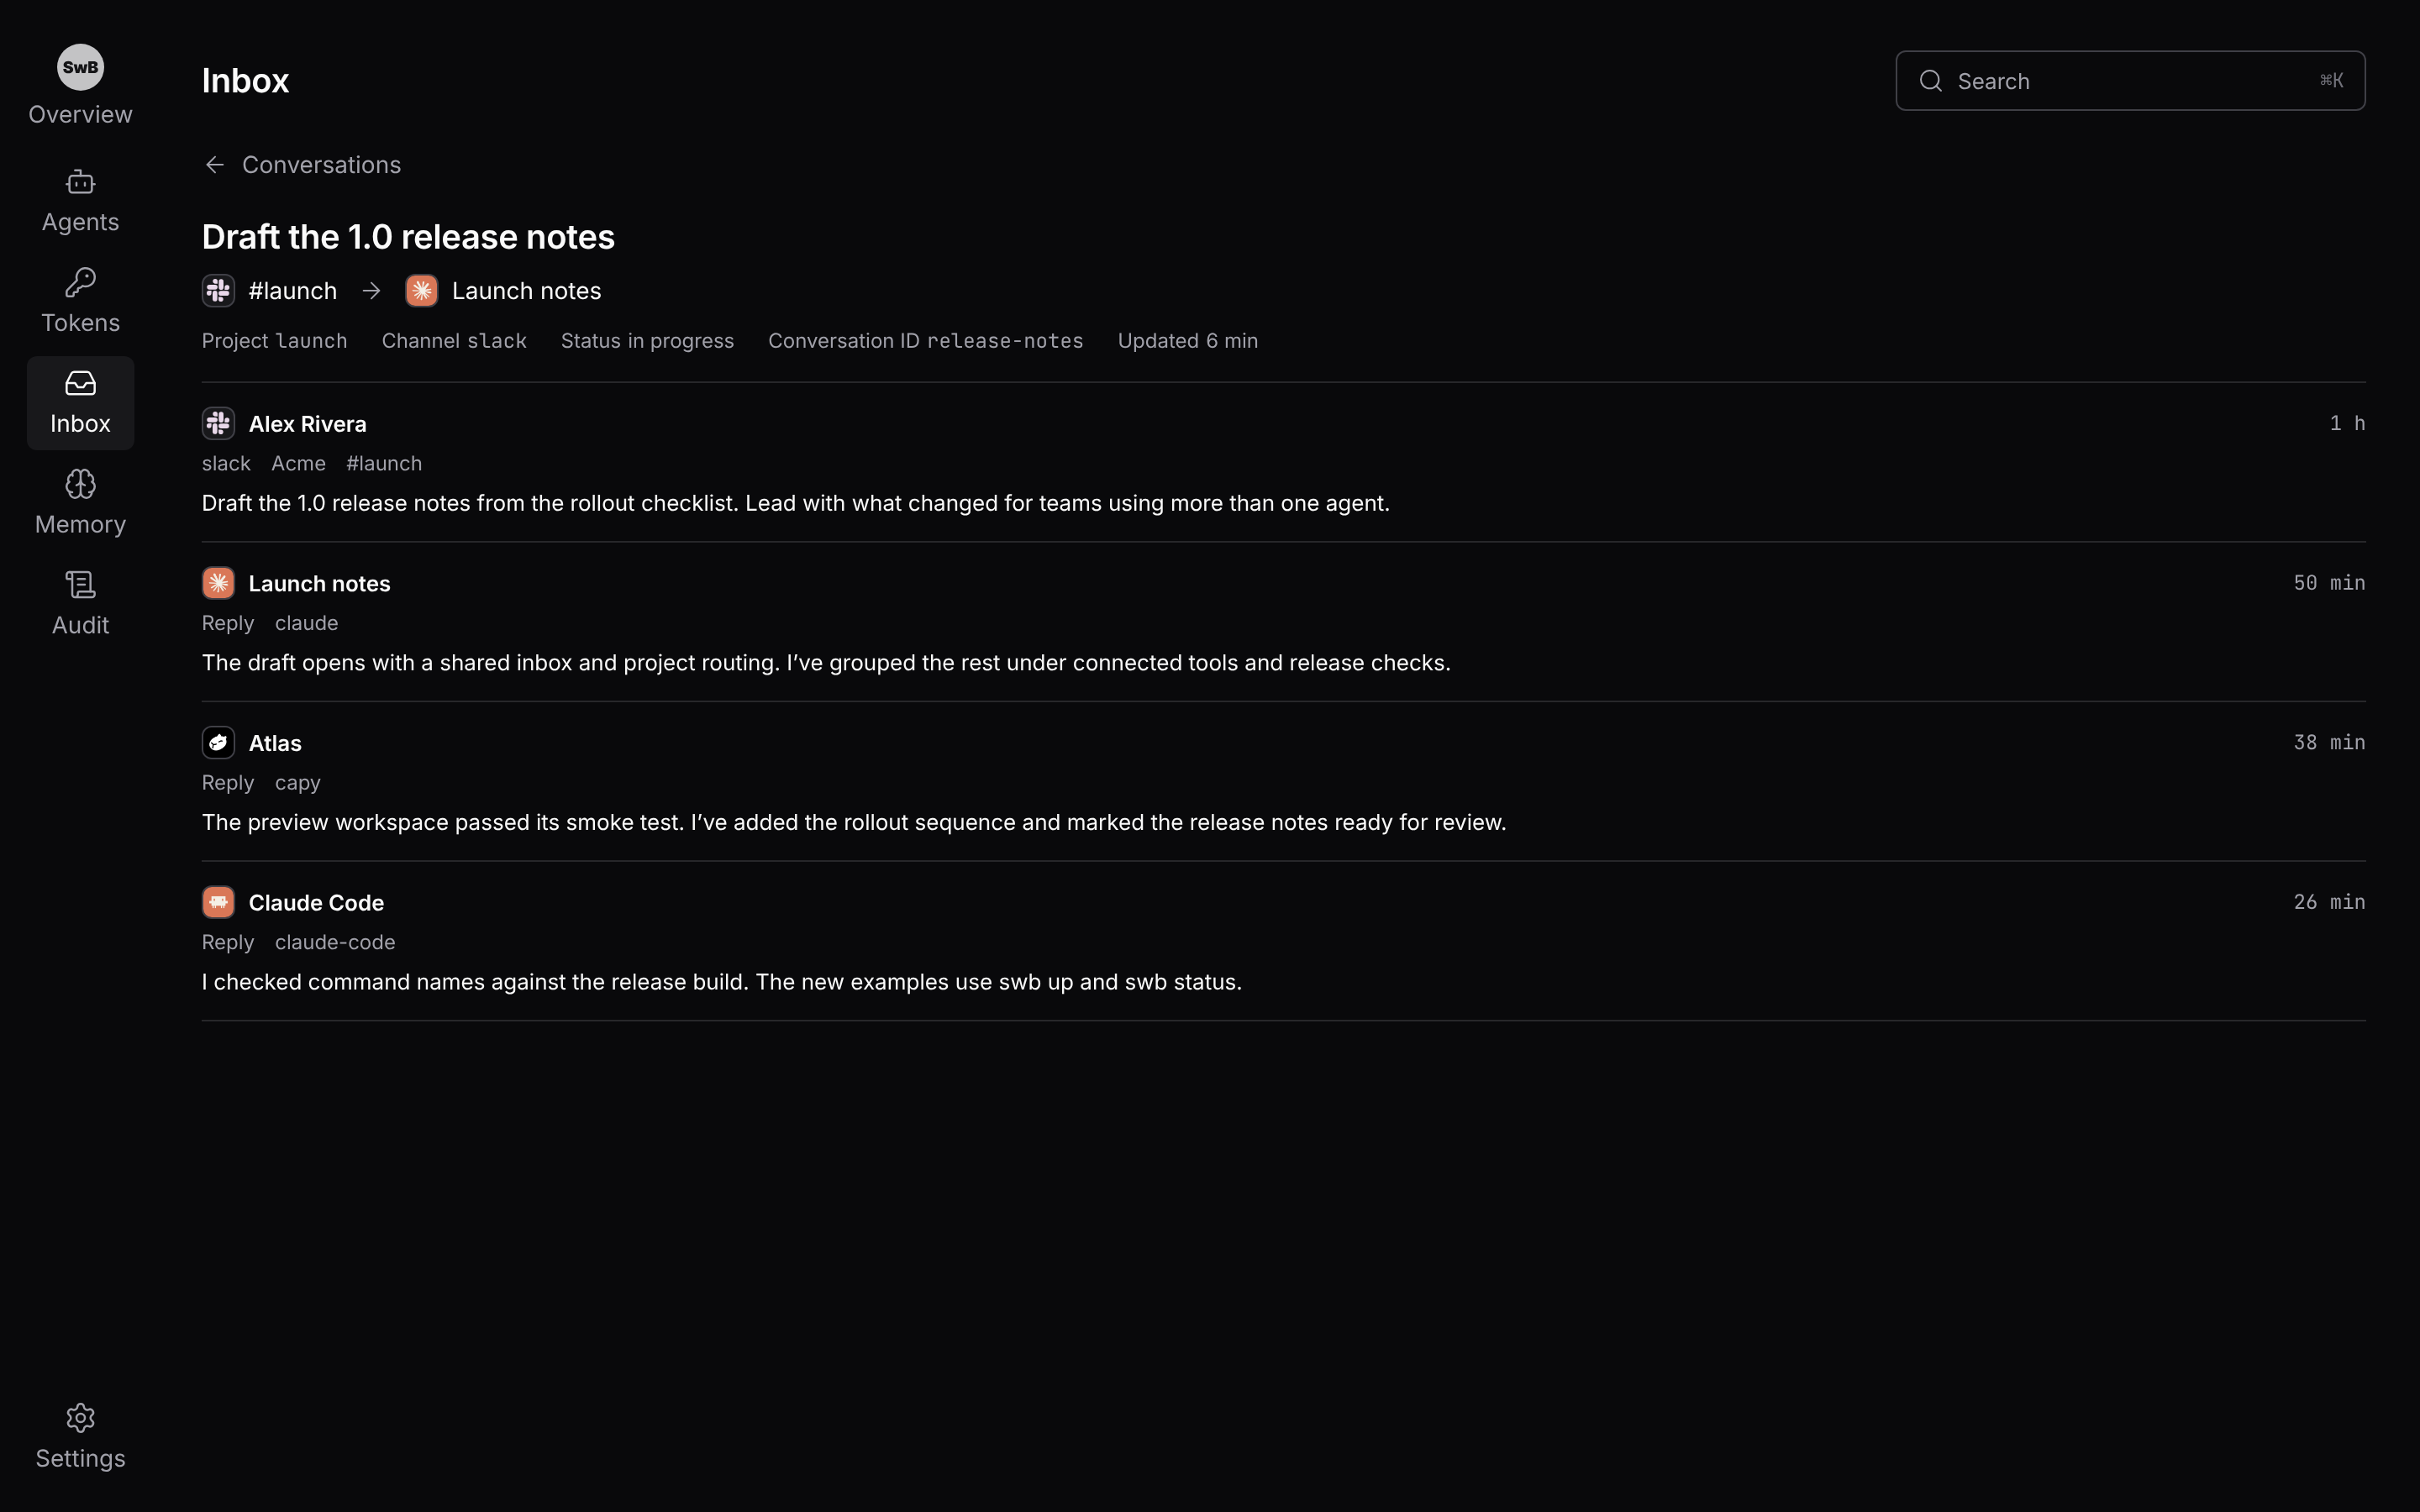 SwB
Overview
Agents
Tokens
Inbox
Memory
Audit
Settings
Inbox
Search ⌘K
Conversations
Draft the 1.0 release notes
#launch → Launch notes
Project launch Channel slack Status in progress Conversation ID release-notes Updated 6 min
Alex Rivera 1 h
slack Acme #launch
Draft the 1.0 release notes from the rollout checklist. Lead with what changed for teams using more than one agent.
Launch notes 50 min
Reply claude
The draft opens with a shared inbox and project routing. I’ve grouped the rest under connected tools and release checks.
Atlas 38 min
Reply capy
The preview workspace passed its smoke test. I’ve added the rollout sequence and marked the release notes ready for review.
Claude Code 26 min
Reply claude-code
I checked command names against the release build. The new examples use swb up and swb status.